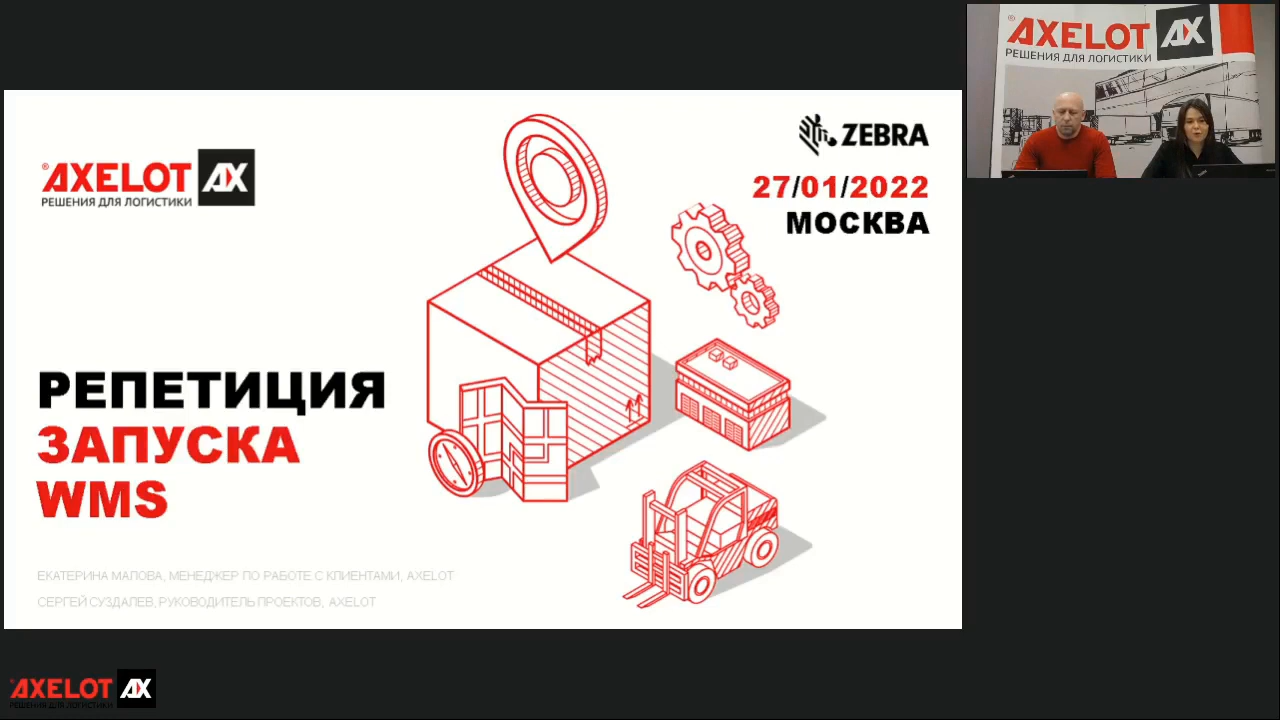 ®AXELOT AX
РЕШЕНИЯ ДЛЯ ЛОГИСТИКИ
ZEBRA
27/01/2022
МОСКВА
РЕПЕТИЦИЯ
ЗАПУСКА
WMS
ЕКАТЕРИНА МАЛОВА, МЕНЕДЖЕР ПО РАБОТЕ С КЛИЕНТАМИ, AXELOT
СЕРГЕЙ СУЗДАЛЕВ, РУКОВОДИТЕЛЬ ПРОЕКТОВ, AXELOT
®AXELOT AX
РЕШЕНИЯ ДЛЯ ЛОГИСТИКИ
®AXELOT AX
РЕШЕНИЯ ДЛЯ ЛОГИСТИКИ